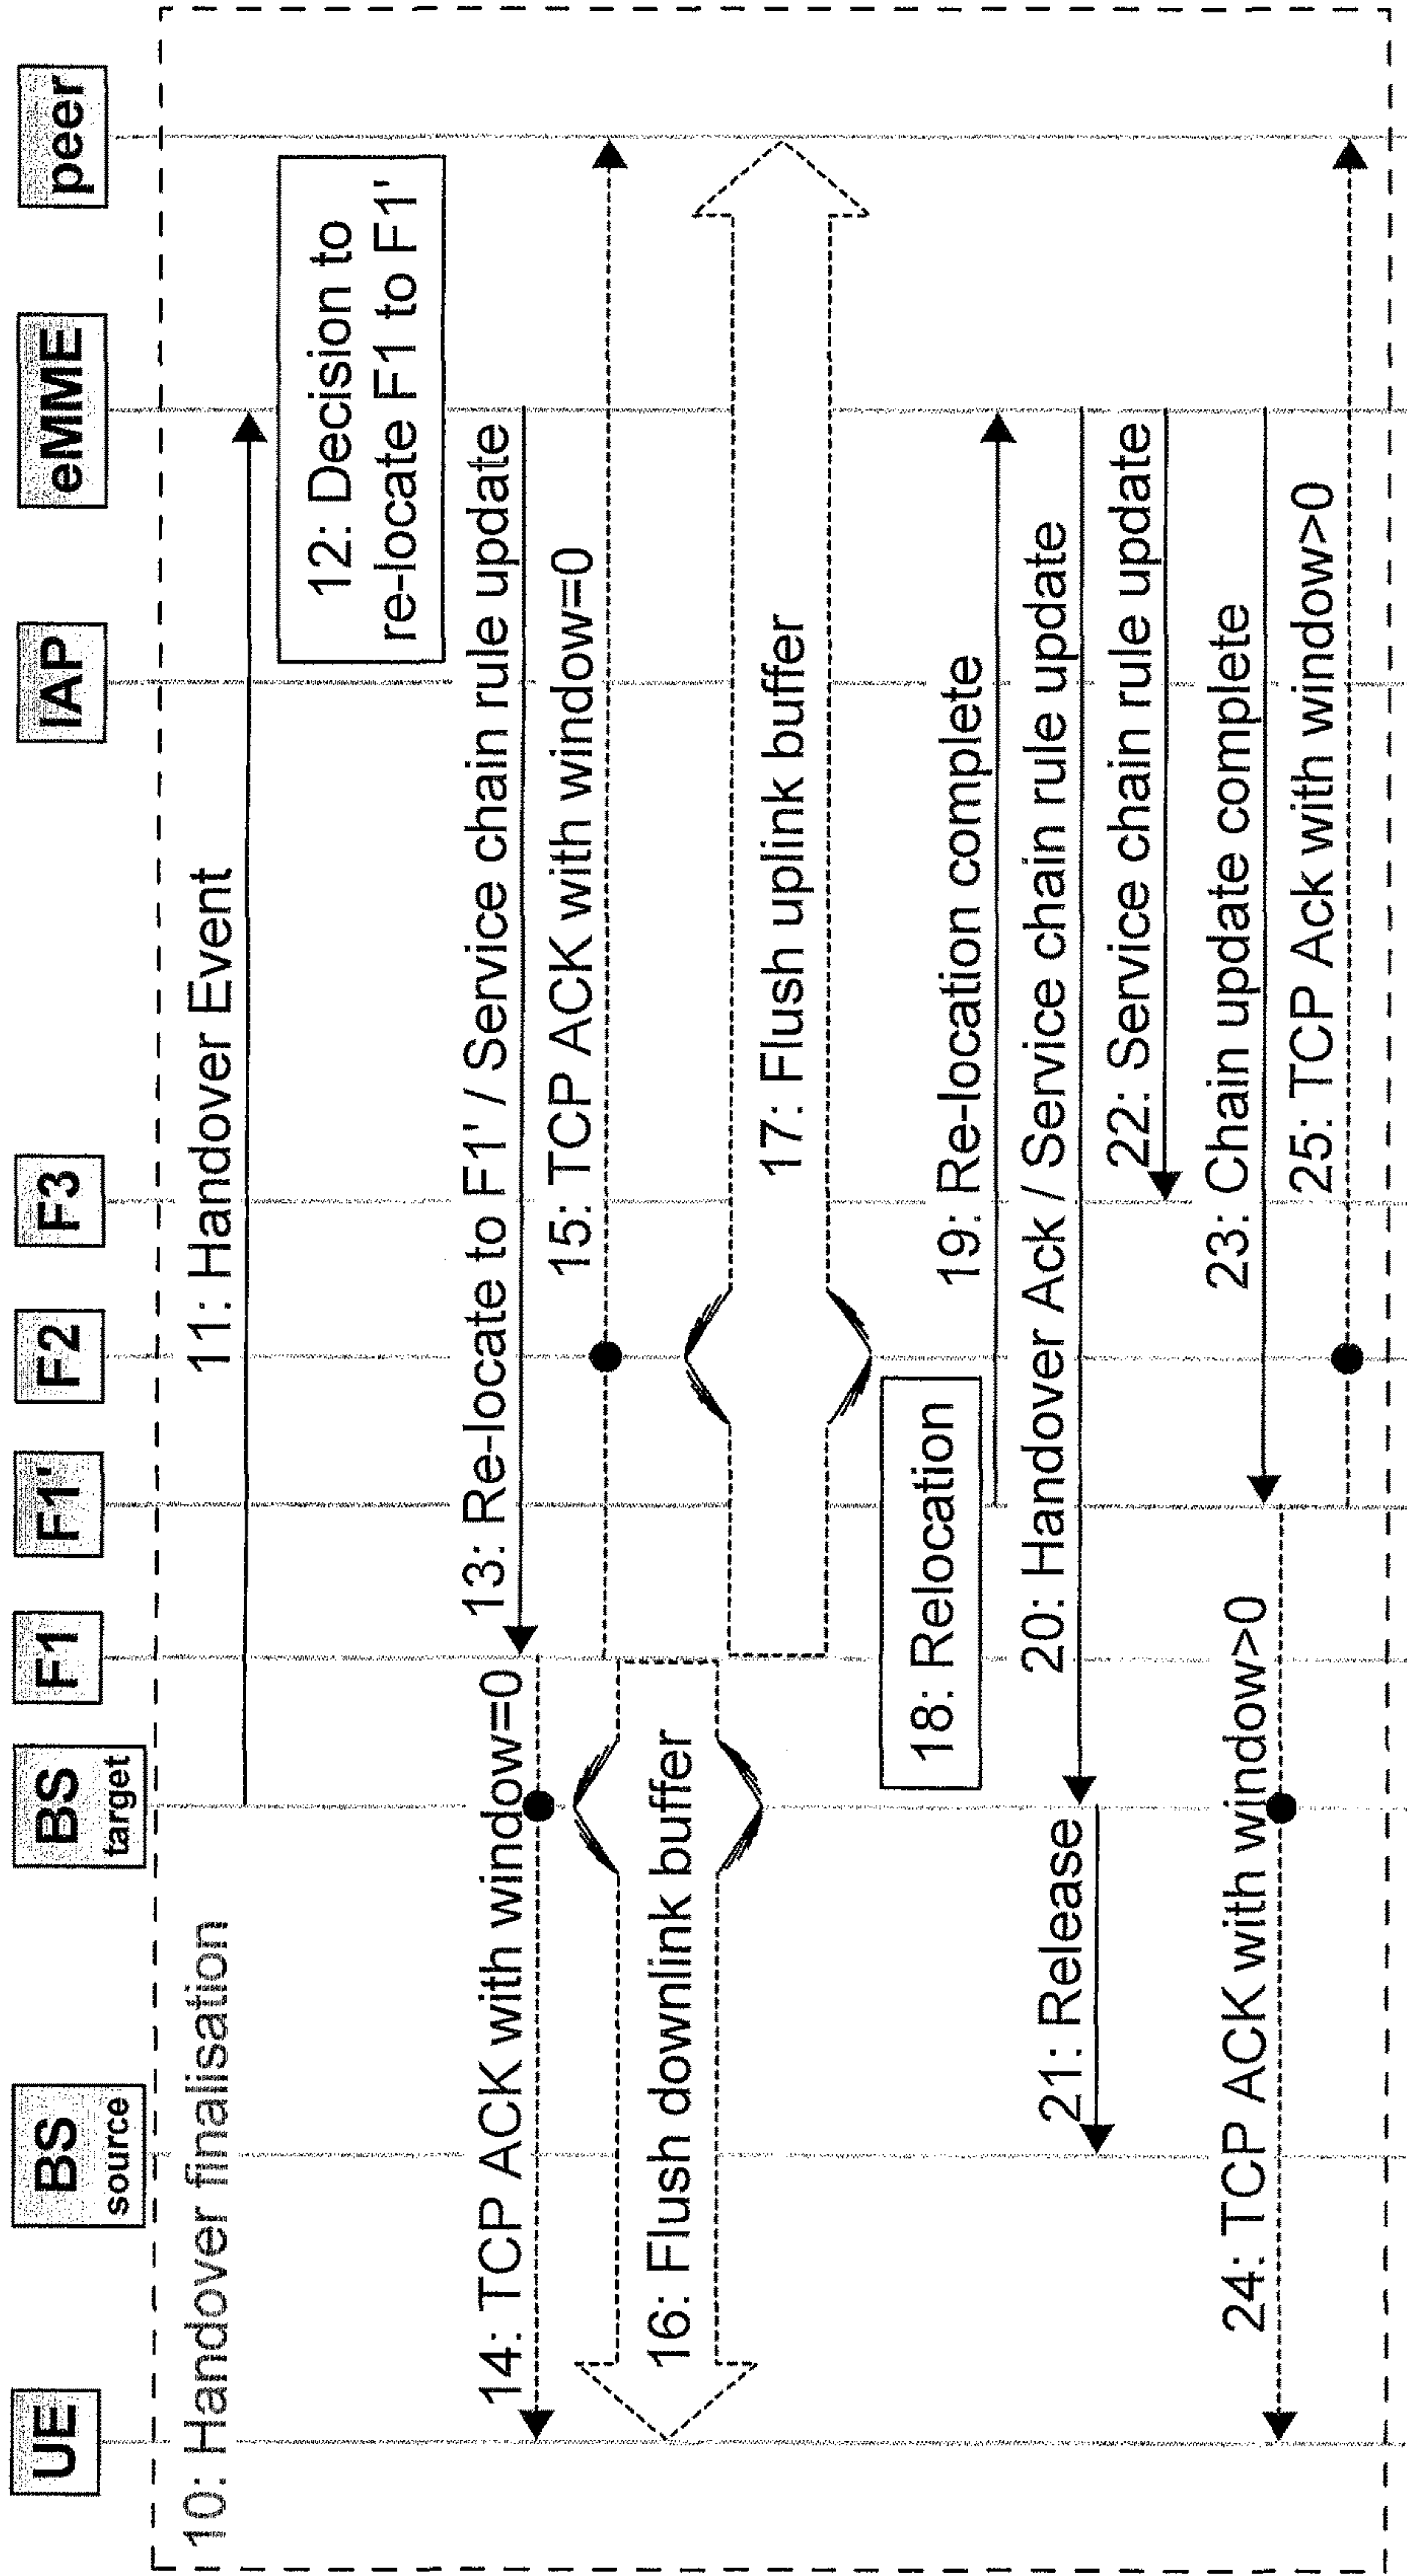 UE
BS
source
BS
target
F1
F1'
F2
F3
IAP
eMME
peer
10: Handover finalisation
11: Handover Event
12: Decision to
re-locate F1 to F1'
13: Re-locate to F1' / Service chain rule update
14: TCP ACK with window=0
15: TCP ACK with window=0
16: Flush downlink buffer
17: Flush uplink buffer
18: Relocation
19: Re-location complete
20: Handover Ack / Service chain rule update
21: Release
22: Service chain rule update
23: Chain update complete
24: TCP ACK with window>0
25: TCP Ack with window>0